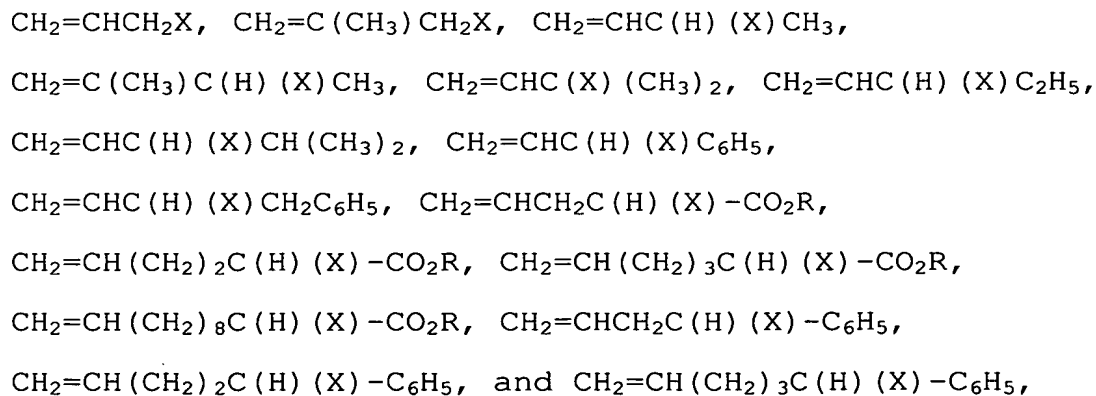 CH₂=CHCH₂X, CH₂=C(CH₃)CH₂X, CH₂=CHC(H)(X)CH₃,
CH₂=C(CH₃)C(H)(X)CH₃, CH₂=CHC(X)(CH₃)₂, CH₂=CHC(H)(X)C₂H₅,
CH₂=CHC(H)(X)CH(CH₃)₂, CH₂=CHC(H)(X)C₆H₅,
CH₂=CHC(H)(X)CH₂C₆H₅, CH₂=CHCH₂C(H)(X)-CO₂R,
CH₂=CH(CH₂)₂C(H)(X)-CO₂R, CH₂=CH(CH₂)₃C(H)(X)-CO₂R,
CH₂=CH(CH₂)₈C(H)(X)-CO₂R, CH₂=CHCH₂C(H)(X)-C₆H₅,
CH₂=CH(CH₂)₂C(H)(X)-C₆H₅, and CH₂=CH(CH₂)₃C(H)(X)-C₆H₅,